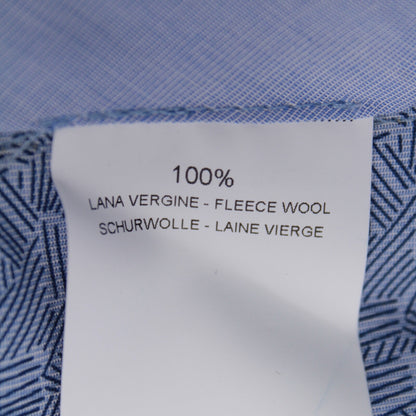 100%
LANA VERGINE - FLEECE WOOL
SCHURWOLLE - LAINE VIERGE